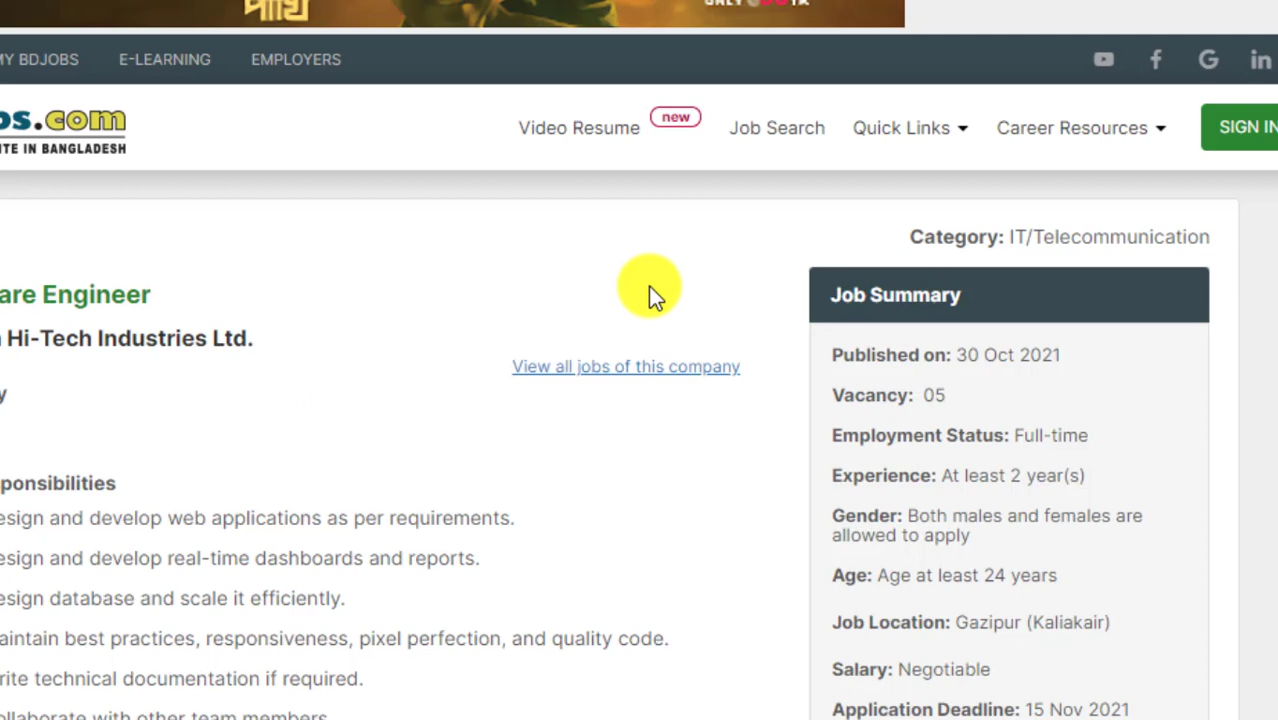 পাখি
MY BDJOBS E-LEARNING EMPLOYERS
os.com
ITE IN BANGLADESH
Video Resume new Job Search Quick Links Career Resources SIGN IN
Category: IT/Telecommunication
are Engineer
Hi-Tech Industries Ltd.
View all jobs of this company
y
ponsibilities
esign and develop web applications as per requirements.
esign and develop real-time dashboards and reports.
esign database and scale it efficiently.
aintain best practices, responsiveness, pixel perfection, and quality code.
rite technical documentation if required.
ollaborate with other team members
Job Summary
Published on: 30 Oct 2021
Vacancy: 05
Employment Status: Full-time
Experience: At least 2 year(s)
Gender: Both males and females are
allowed to apply
Age: Age at least 24 years
Job Location: Gazipur (Kaliakair)
Salary: Negotiable
Application Deadline: 15 Nov 2021